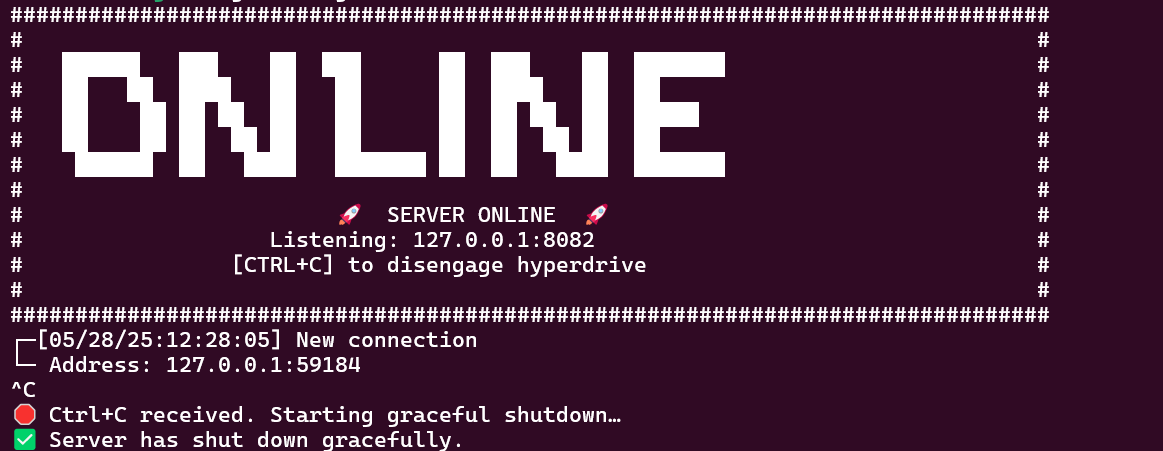 ################################################################################
#                                                                              #
#   ONLINE                                                                     #
#                                                                              #
#                         🚀  SERVER ONLINE  🚀                                 #
#                    Listening: 127.0.0.1:8082                                  #
#                 [CTRL+C] to disengage hyperdrive                              #
#                                                                              #
################################################################################
┌─[05/28/25:12:28:05] New connection
└─ Address: 127.0.0.1:59184
^C
🛑 Ctrl+C received. Starting graceful shutdown…
✅ Server has shut down gracefully.